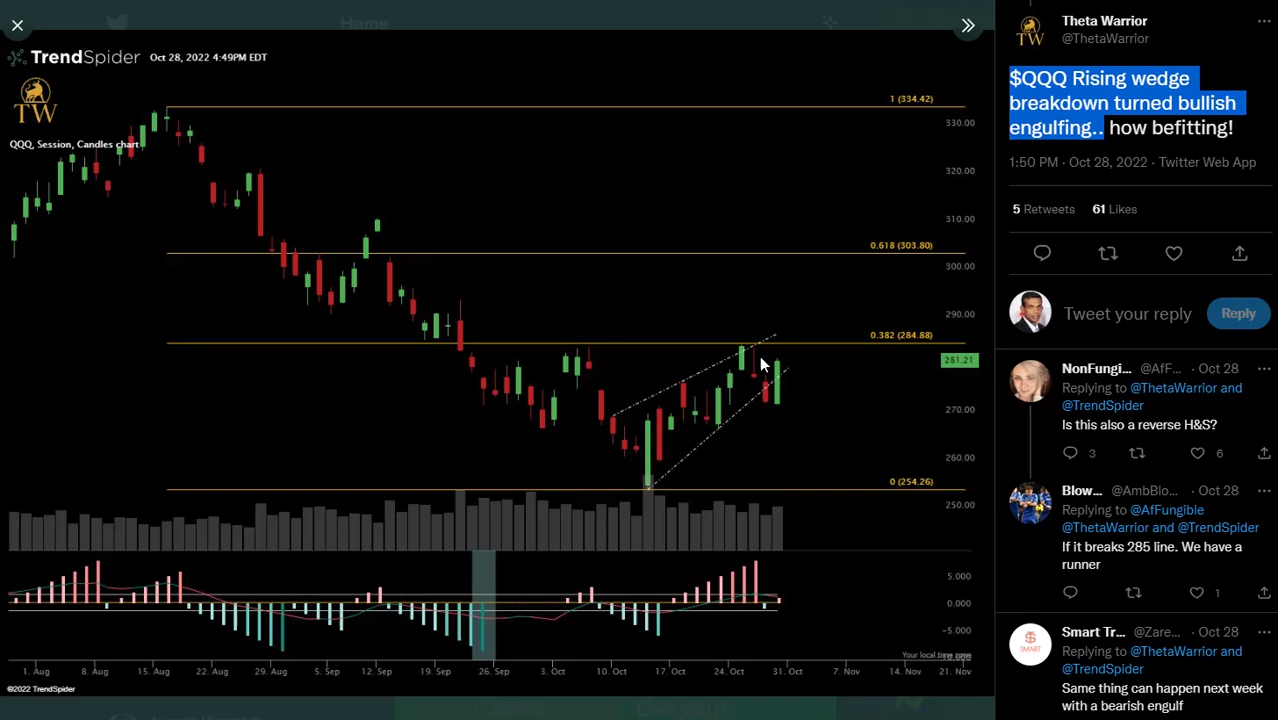 Home
TrendSpider
Oct 28, 2022 4:49PM EDT
TW
QQQ, Session, Candles chart
1 (334.42)
330.00
320.00
310.00
0.618 (303.80)
300.00
290.00
0.382 (284.88)
281.21
270.00
260.00
0 (254.26)
250.00
5.000
0.000
−5.000
Your local time zone
1. Aug
8. Aug
15. Aug
22. Aug
29. Aug
5. Sep
12. Sep
19. Sep
26. Sep
3. Oct
10. Oct
17. Oct
24. Oct
31. Oct
7. Nov
14. Nov
21. Nov
©2022 TrendSpider
TW
Theta Warrior
@ThetaWarrior
$QQQ Rising wedge
breakdown turned bullish
engulfing.. how befitting!
1:50 PM · Oct 28, 2022 · Twitter Web App
5 Retweets 61 Likes
Tweet your reply
Reply
NonFungi... @AfF... · Oct 28
Replying to @ThetaWarrior and
@TrendSpider
Is this also a reverse H&S?
3
6
Blow... @AmbBlo... · Oct 28
Replying to @AfFungible
@ThetaWarrior and @TrendSpider
If it breaks 285 line. We have a
runner
1
SMART
Smart Tr... @Zare... · Oct 28
Replying to @ThetaWarrior and
@TrendSpider
Same thing can happen next week
with a bearish engulf